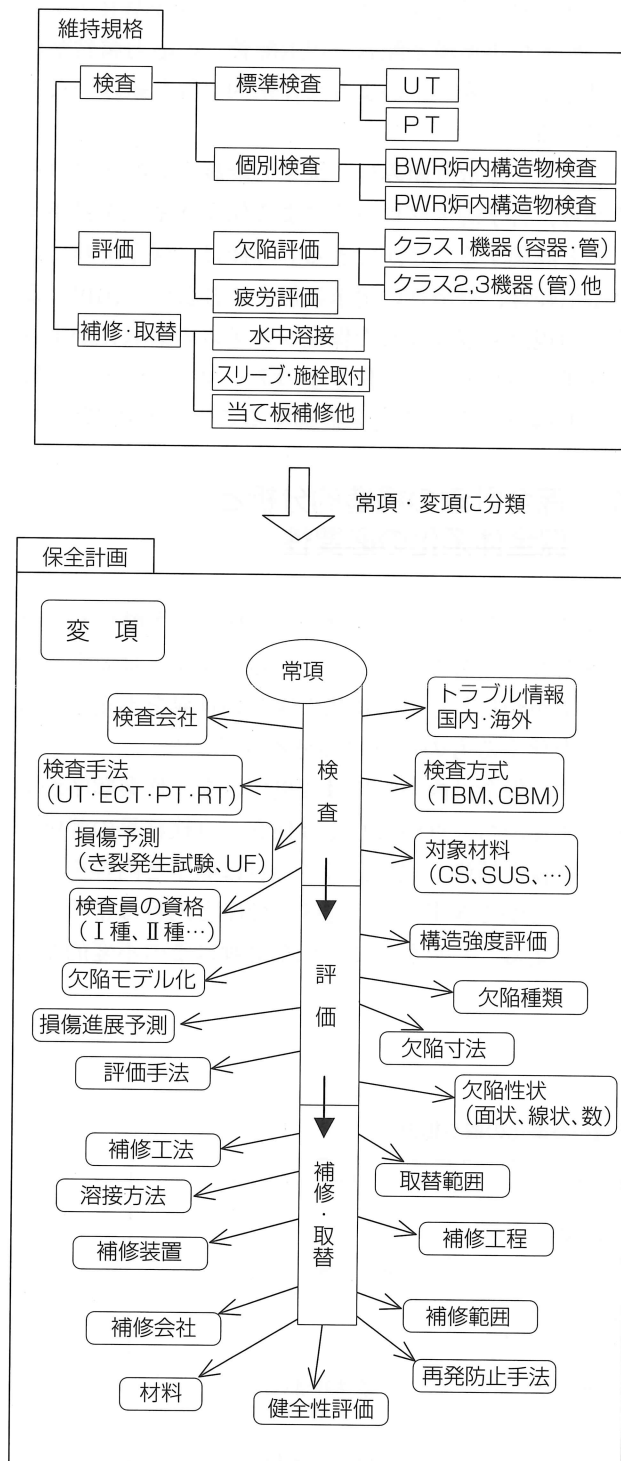 維持規格
検査
標準検査
UT
PT
個別検査
BWR炉内構造物検査
PWR炉内構造物検査
評価
欠陥評価
クラス1機器(容器・管)
クラス2,3機器(管)他
疲労評価
補修・取替
水中溶接
スリーブ・施栓取付
当て板補修他
常項・変項に分類
保全計画
変 項
常項
検査
評価
補修・取替
検査会社
検査手法
(UT・ECT・PT・RT)
損傷予測
(き裂発生試験、UF)
検査員の資格
(Ⅰ種、Ⅱ種…)
欠陥モデル化
損傷進展予測
評価手法
補修工法
溶接方法
補修装置
補修会社
材料
健全性評価
トラブル情報
国内・海外
検査方式
(TBM、CBM)
対象材料
(CS、SUS、…)
構造強度評価
欠陥種類
欠陥寸法
欠陥性状
(面状、線状、数)
取替範囲
補修工程
補修範囲
再発防止手法